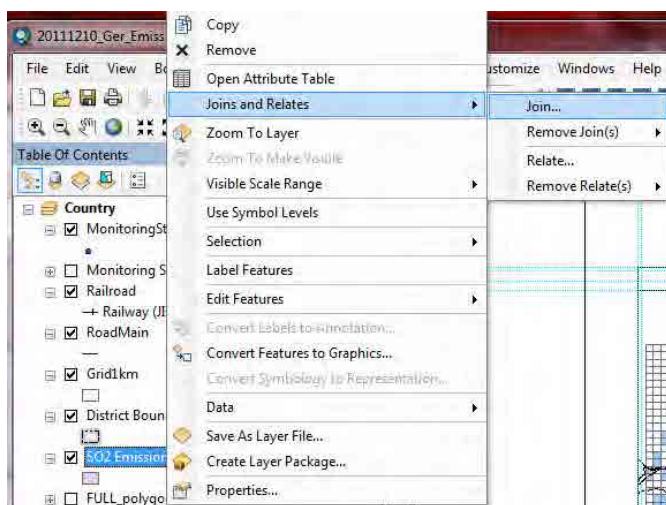 20111210_Ger_Emiss
File Edit View Bo
ustomize Windows Help
Table Of Contents
Country
MonitoringSt
Monitoring S
Railroad
Railway (JI
RoadMain
Grid1km
District Boun
SO2 Emission
FULL_polygo
Copy
Remove
Open Attribute Table
Joins and Relates
Zoom To Layer
Zoom To Make Visible
Visible Scale Range
Use Symbol Levels
Selection
Label Features
Edit Features
Convert Labels to Annotation...
Convert Features to Graphics...
Convert Symbology to Representation...
Data
Save As Layer File...
Create Layer Package...
Properties...
Join...
Remove Join(s)
Relate...
Remove Relate(s)